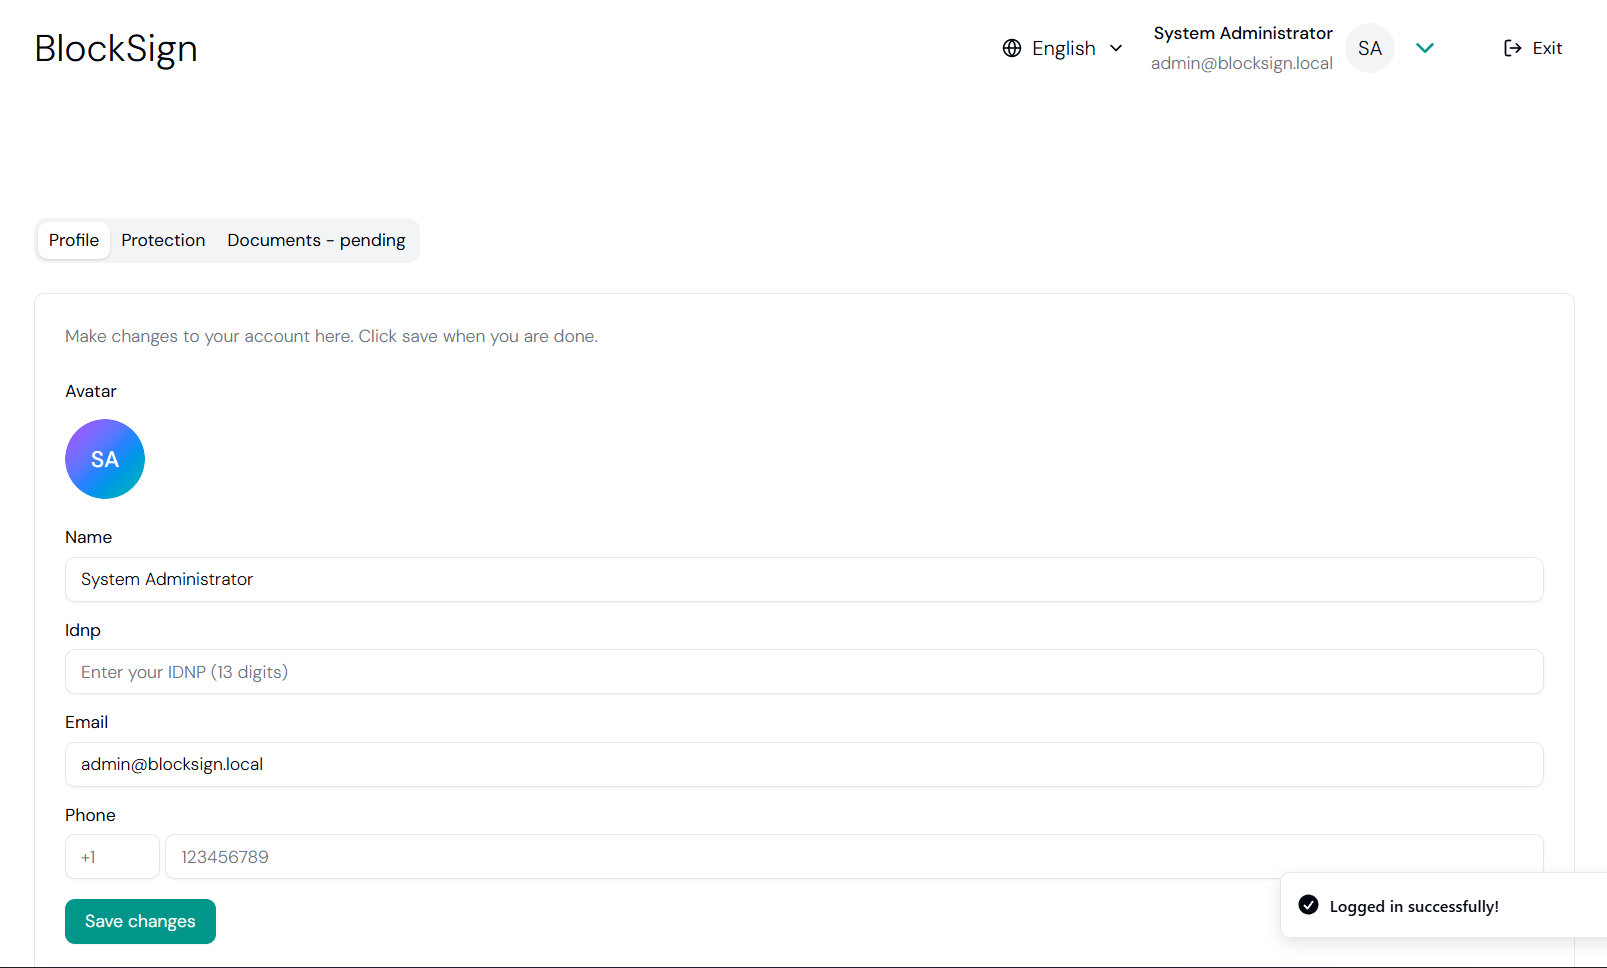 BlockSign
English
System Administrator
admin@blocksign.local
SA
Exit
Profile
Protection
Documents - pending
Make changes to your account here. Click save when you are done.
Avatar
SA
Name
System Administrator
Idnp
Enter your IDNP (13 digits)
Email
admin@blocksign.local
Phone
+1
123456789
Save changes
Logged in successfully!